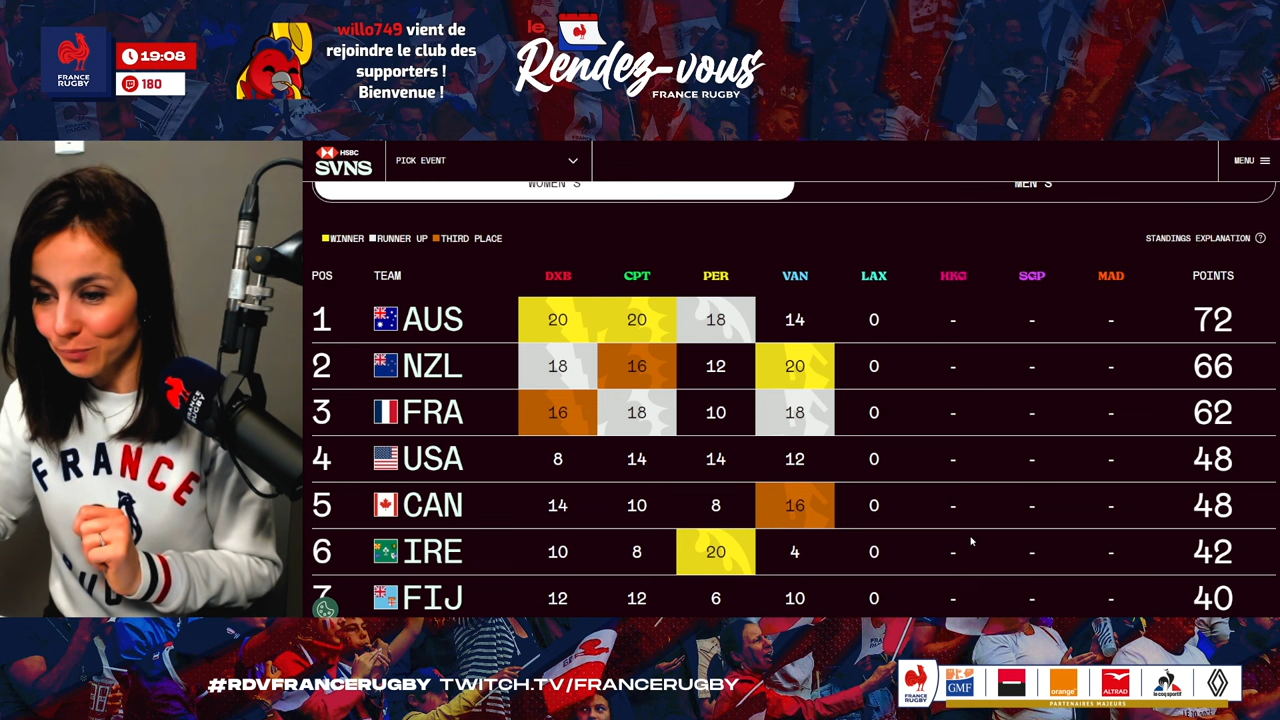 FRANCE
RUGBY
19:08
180
willo749 vient de
rejoindre le club des
supporters !
Bienvenue !
le
Rendez-vous
FRANCE RUGBY
HSBC
SVNS
PICK EVENT
MENU
WOMEN'S
MEN'S
WINNER RUNNER UP THIRD PLACE
STANDINGS EXPLANATION ?
POS TEAM DXB CPT PER VAN LAX HKG SGP MAD POINTS
1 AUS 20 20 18 14 0 - - - 72
2 NZL 18 16 12 20 0 - - - 66
3 FRA 16 18 10 18 0 - - - 62
4 USA 8 14 14 12 0 - - - 48
5 CAN 14 10 8 16 0 - - - 48
6 IRE 10 8 20 4 0 - - - 42
7 FIJ 12 12 6 10 0 - - - 40
FRANCE
RUGBY
FRANCE
#RDVFRANCERUGBY TWITCH.TV/FRANCERUGBY
FRANCE
RUGBY
GMF
orange
ALTRAD
le coq sportif
PARTENAIRES MAJEURS